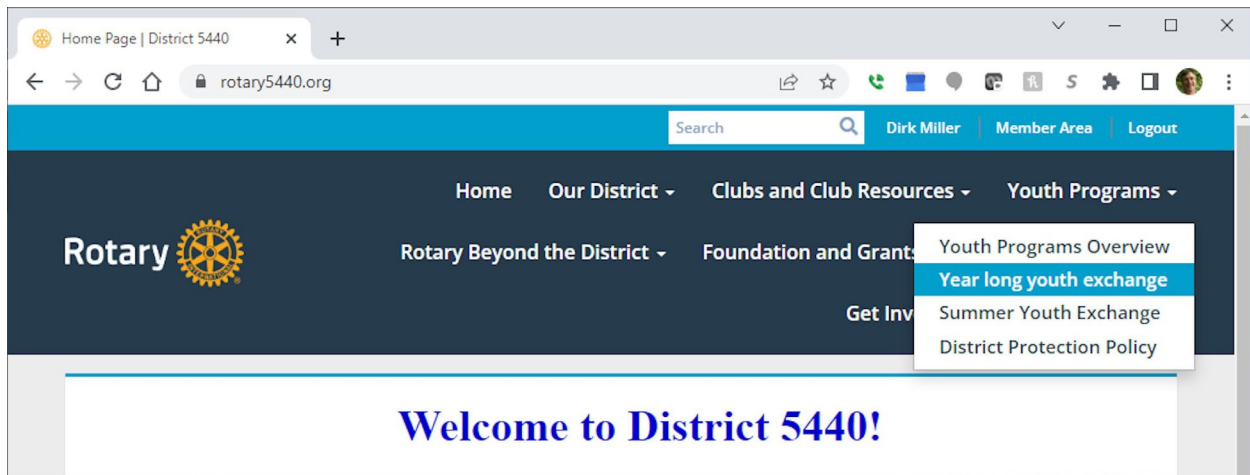 Home Page | District 5440
rotary5440.org
Search
Dirk Miller
Member Area
Logout
Home
Our District
Clubs and Club Resources
Youth Programs
Rotary
Rotary Beyond the District
Foundation and Grants
Get Inv
Youth Programs Overview
Year long youth exchange
Summer Youth Exchange
District Protection Policy
Welcome to District 5440!